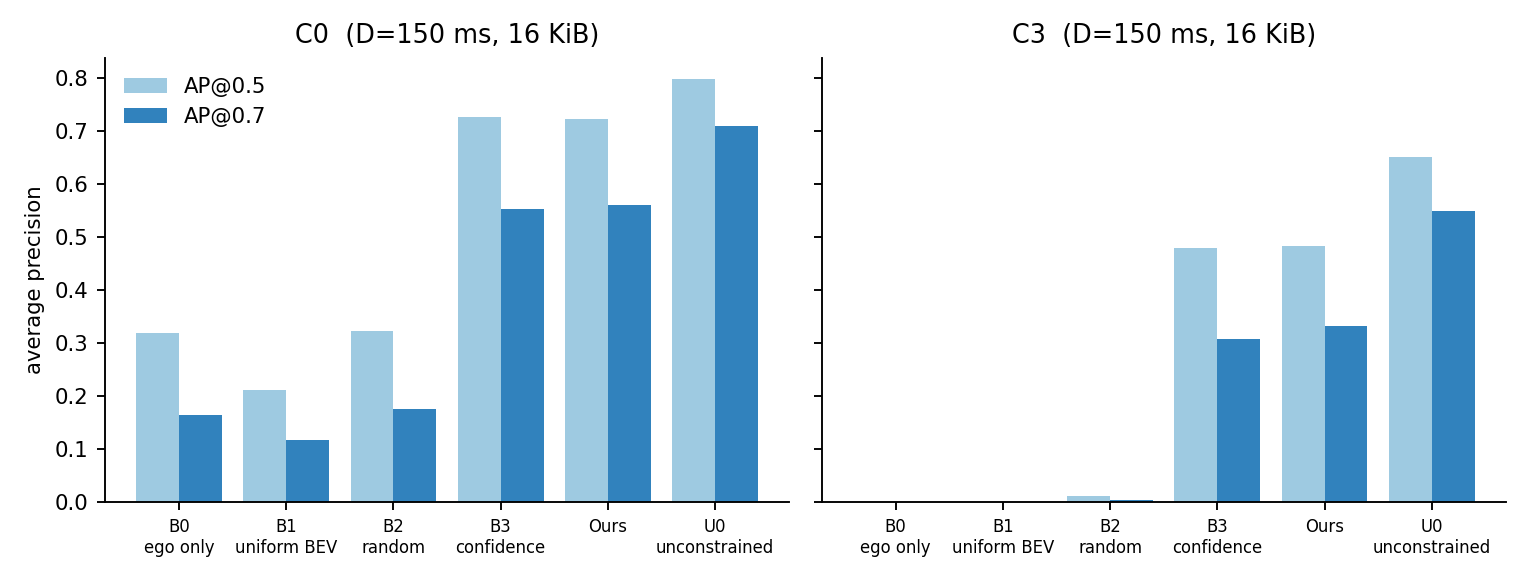 C0  (D=150 ms, 16 KiB)
C3  (D=150 ms, 16 KiB)
AP@0.5
AP@0.7
average precision
0.8
0.7
0.6
0.5
0.4
0.3
0.2
0.1
0.0
B0
ego only
B1
uniform BEV
B2
random
B3
confidence
Ours
U0
unconstrained
B0
ego only
B1
uniform BEV
B2
random
B3
confidence
Ours
U0
unconstrained